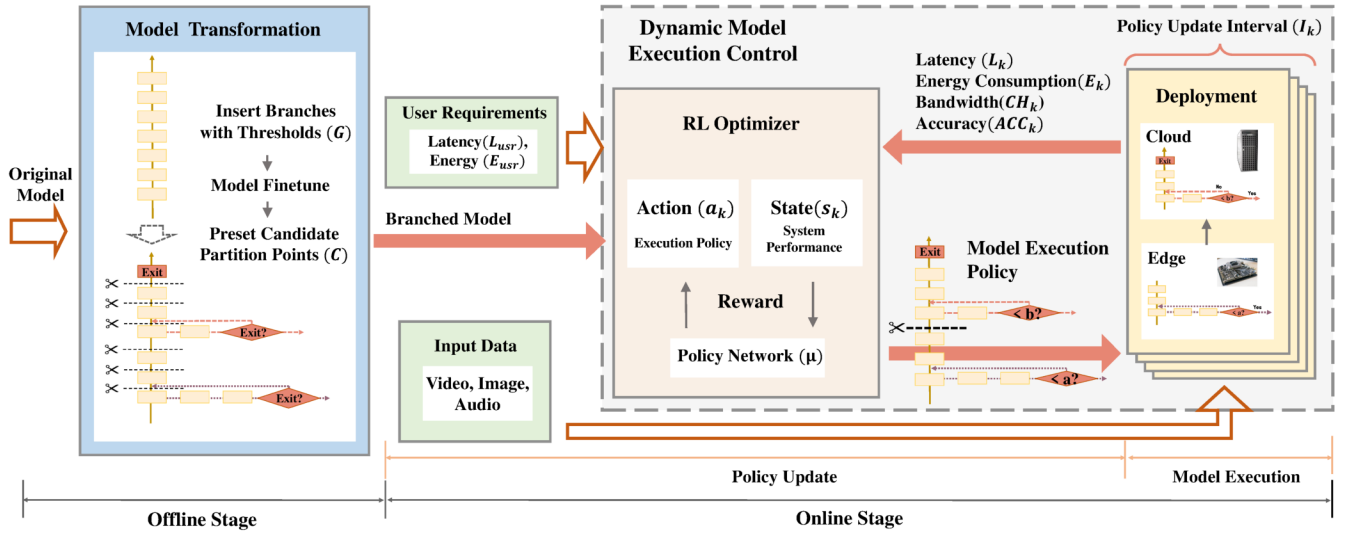 Original
Model
Model Transformation
Insert Branches
with Thresholds (G)
Model Finetune
Preset Candidate
Partition Points (C)
Exit
Exit?
Exit?
User Requirements
Latency(L_usr),
Energy (E_usr)
Branched Model
Input Data
Video, Image,
Audio
Dynamic Model
Execution Control
RL Optimizer
Action (a_k)
Execution Policy
State(s_k)
System
Performance
Reward
Policy Network (μ)
Latency (L_k)
Energy Consumption(E_k)
Bandwidth(CH_k)
Accuracy(ACC_k)
Model Execution
Policy
Exit
< b?
< a?
Policy Update Interval (I_k)
Deployment
Cloud
Exit
No
Yes
< b?
Edge
Yes
< a?
Policy Update
Model Execution
Offline Stage
Online Stage